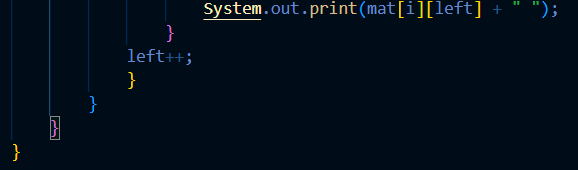 System.out.print(mat[i][left] + " ");
}
left++;
}
}
}
}